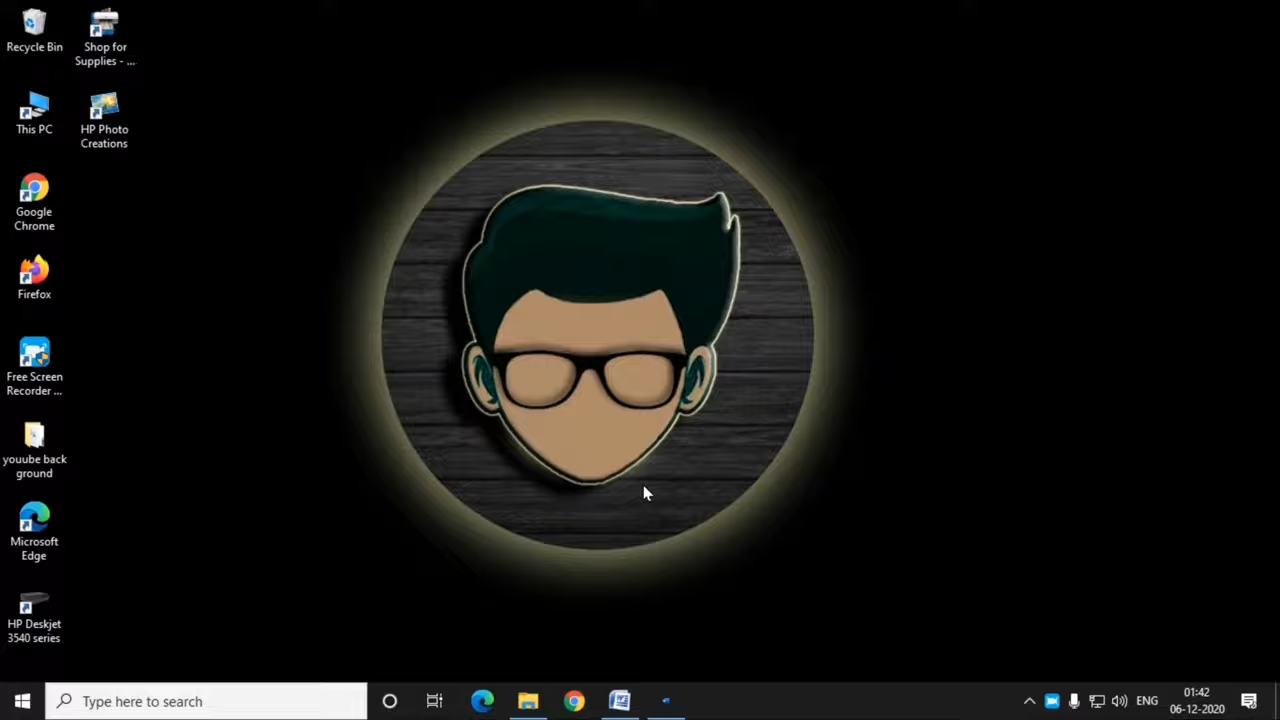 Recycle Bin
Shop for
Supplies - ...
This PC
HP Photo
Creations
Google
Chrome
Firefox
Free Screen
Recorder ...
youube back
ground
Microsoft
Edge
HP Deskjet
3540 series
Type here to search
ENG
01:42
06-12-2020